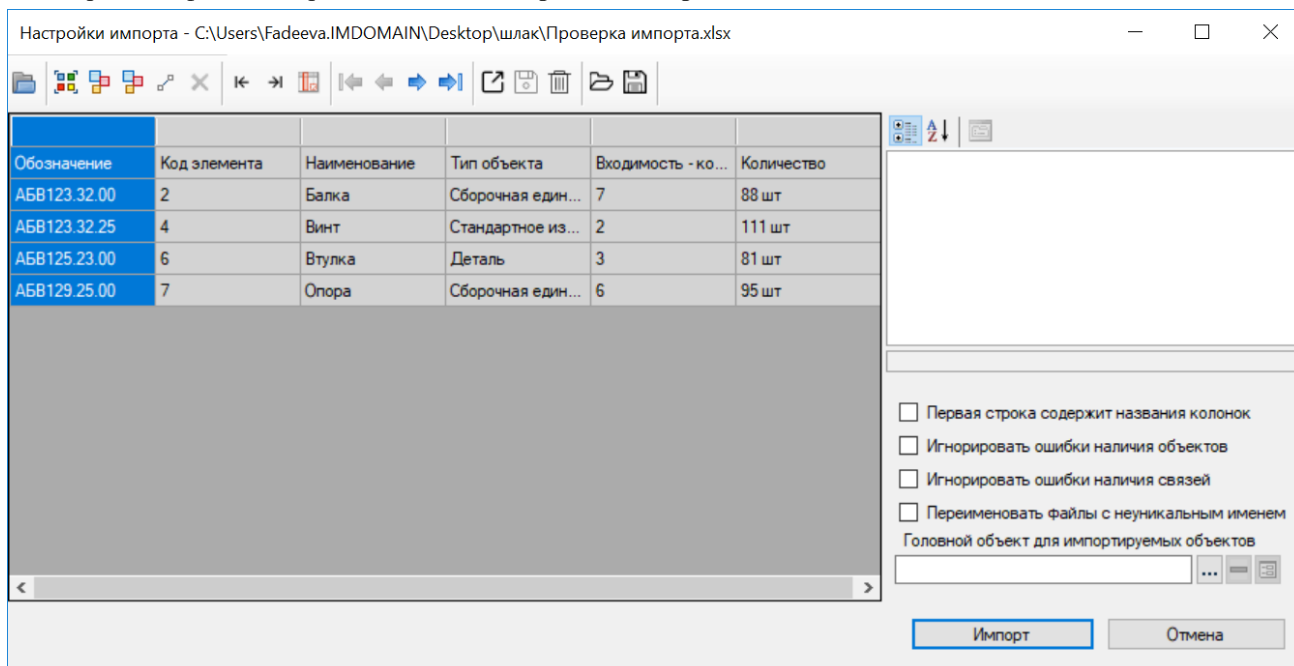 Настройки импорта - C:\Users\Fadeeva.IMDOMAIN\Desktop\шлак\Проверка импорта.xlsx
Обозначение Код элемента Наименование Тип объекта Входимость - ко... Количество
АБВ123.32.00 2 Балка Сборочная един... 7 88 шт
АБВ123.32.25 4 Винт Стандартное из... 2 111 шт
АБВ125.23.00 6 Втулка Деталь 3 81 шт
АБВ129.25.00 7 Опора Сборочная един... 6 95 шт
Первая строка содержит названия колонок
Игнорировать ошибки наличия объектов
Игнорировать ошибки наличия связей
Переименовать файлы с неуникальным именем
Головной объект для импортируемых объектов
...
Импорт Отмена